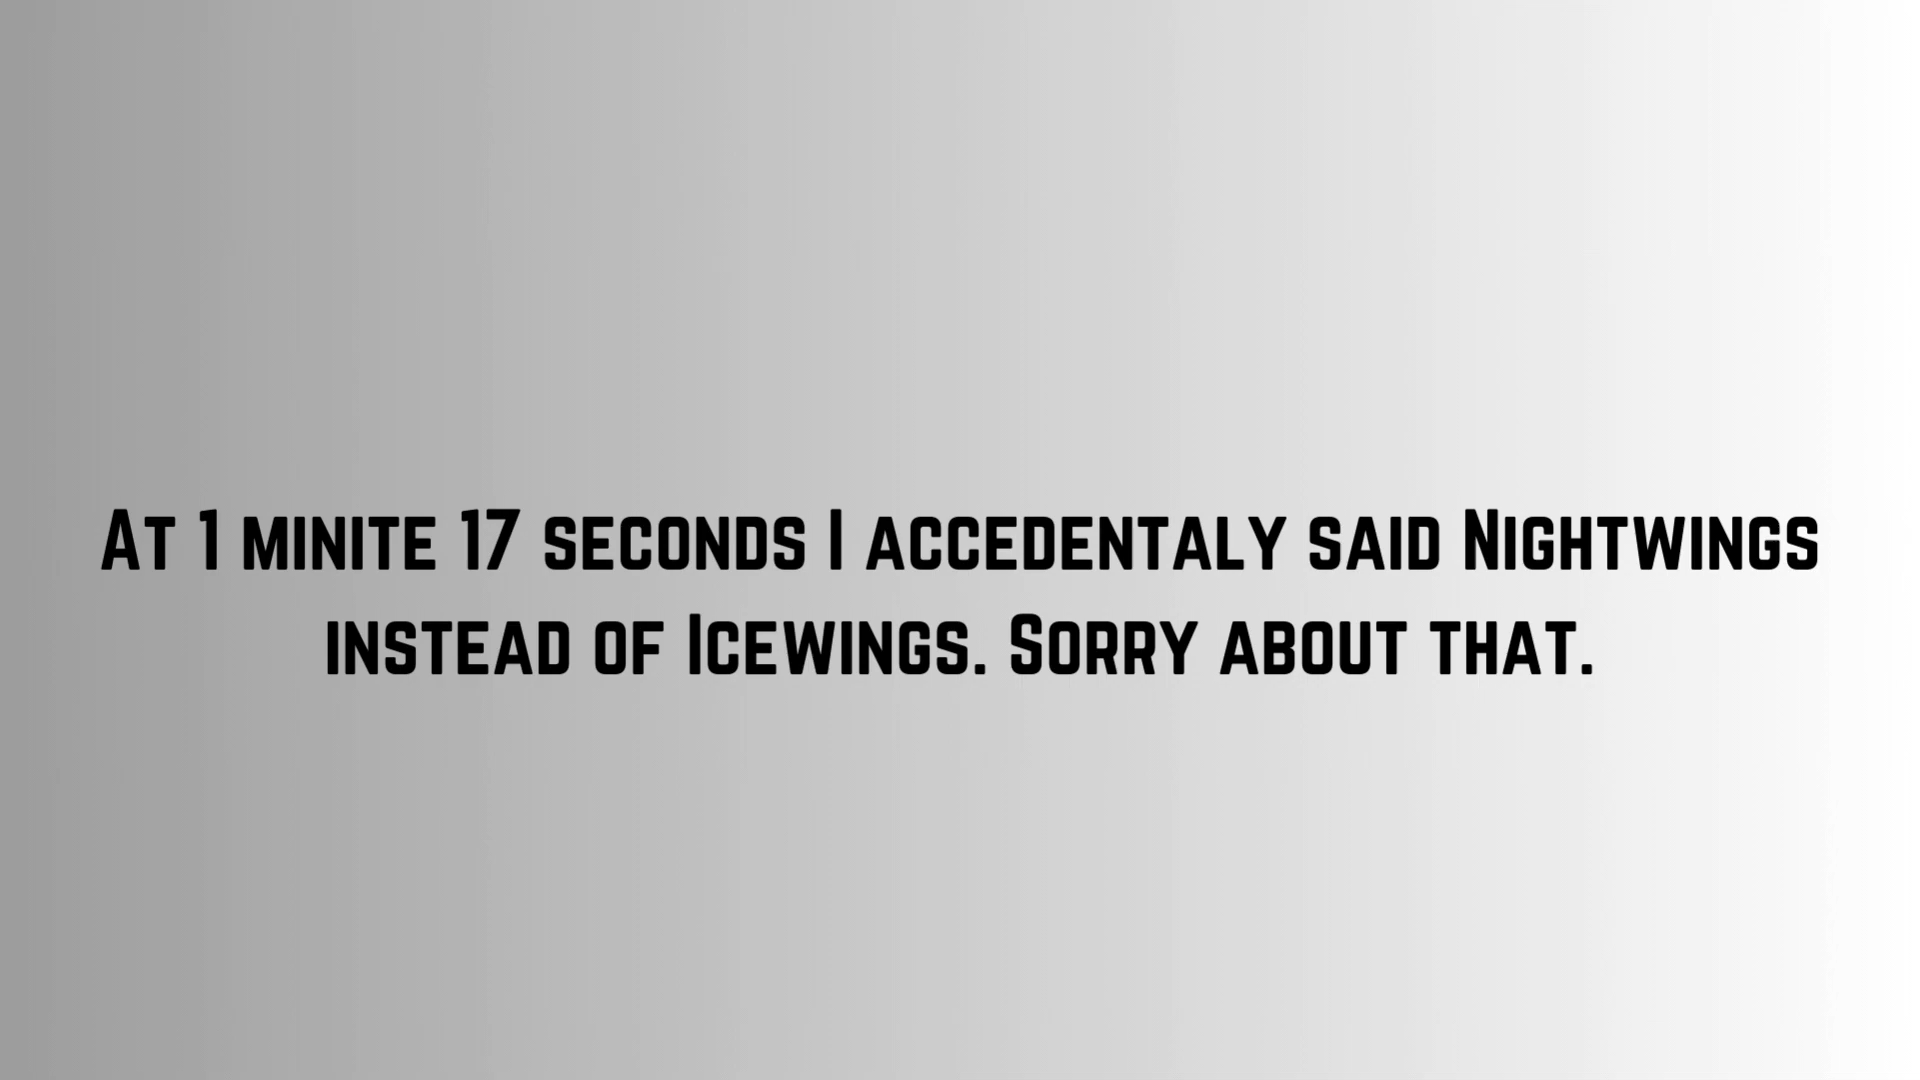 At 1 minite 17 seconds I accedentaly said Nightwings
instead of Icewings. Sorry about that.